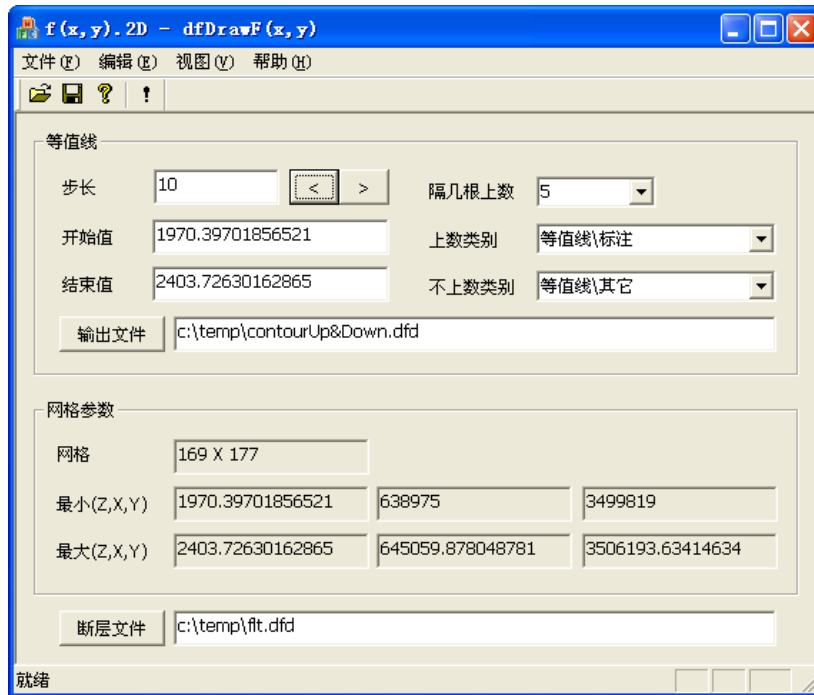 f(x,y).2D - dfDrawF(x,y)
文件(F) 编辑(E) 视图(V) 帮助(H)
等值线
步长 10 < > 隔几根上数 5
开始值 1970.39701856521 上数类别 等值线\标注
结束值 2403.72630162865 不上数类别 等值线\其它
输出文件 c:\temp\contourUp&Down.dfd
网格参数
网格 169 X 177
最小(Z,X,Y) 1970.39701856521 638975 3499819
最大(Z,X,Y) 2403.72630162865 645059.878048781 3506193.63414634
断层文件 c:\temp\flt.dfd
就绪